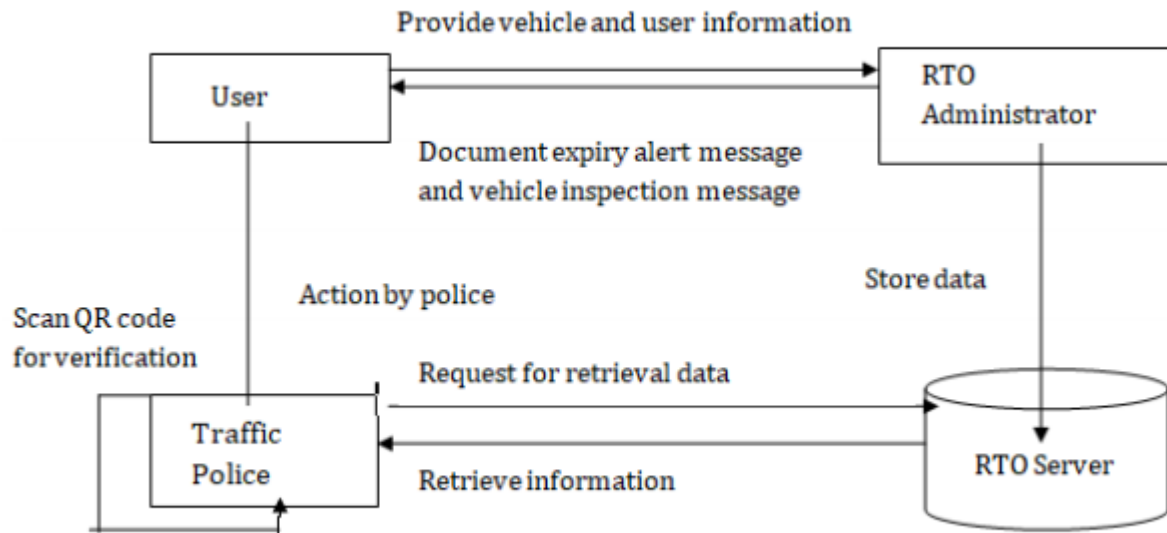 Provide vehicle and user information
User
RTO
Administrator
Document expiry alert message
and vehicle inspection message
Store data
Action by police
Scan QR code
for verification
Request for retrieval data
Traffic
Police
Retrieve information
RTO Server